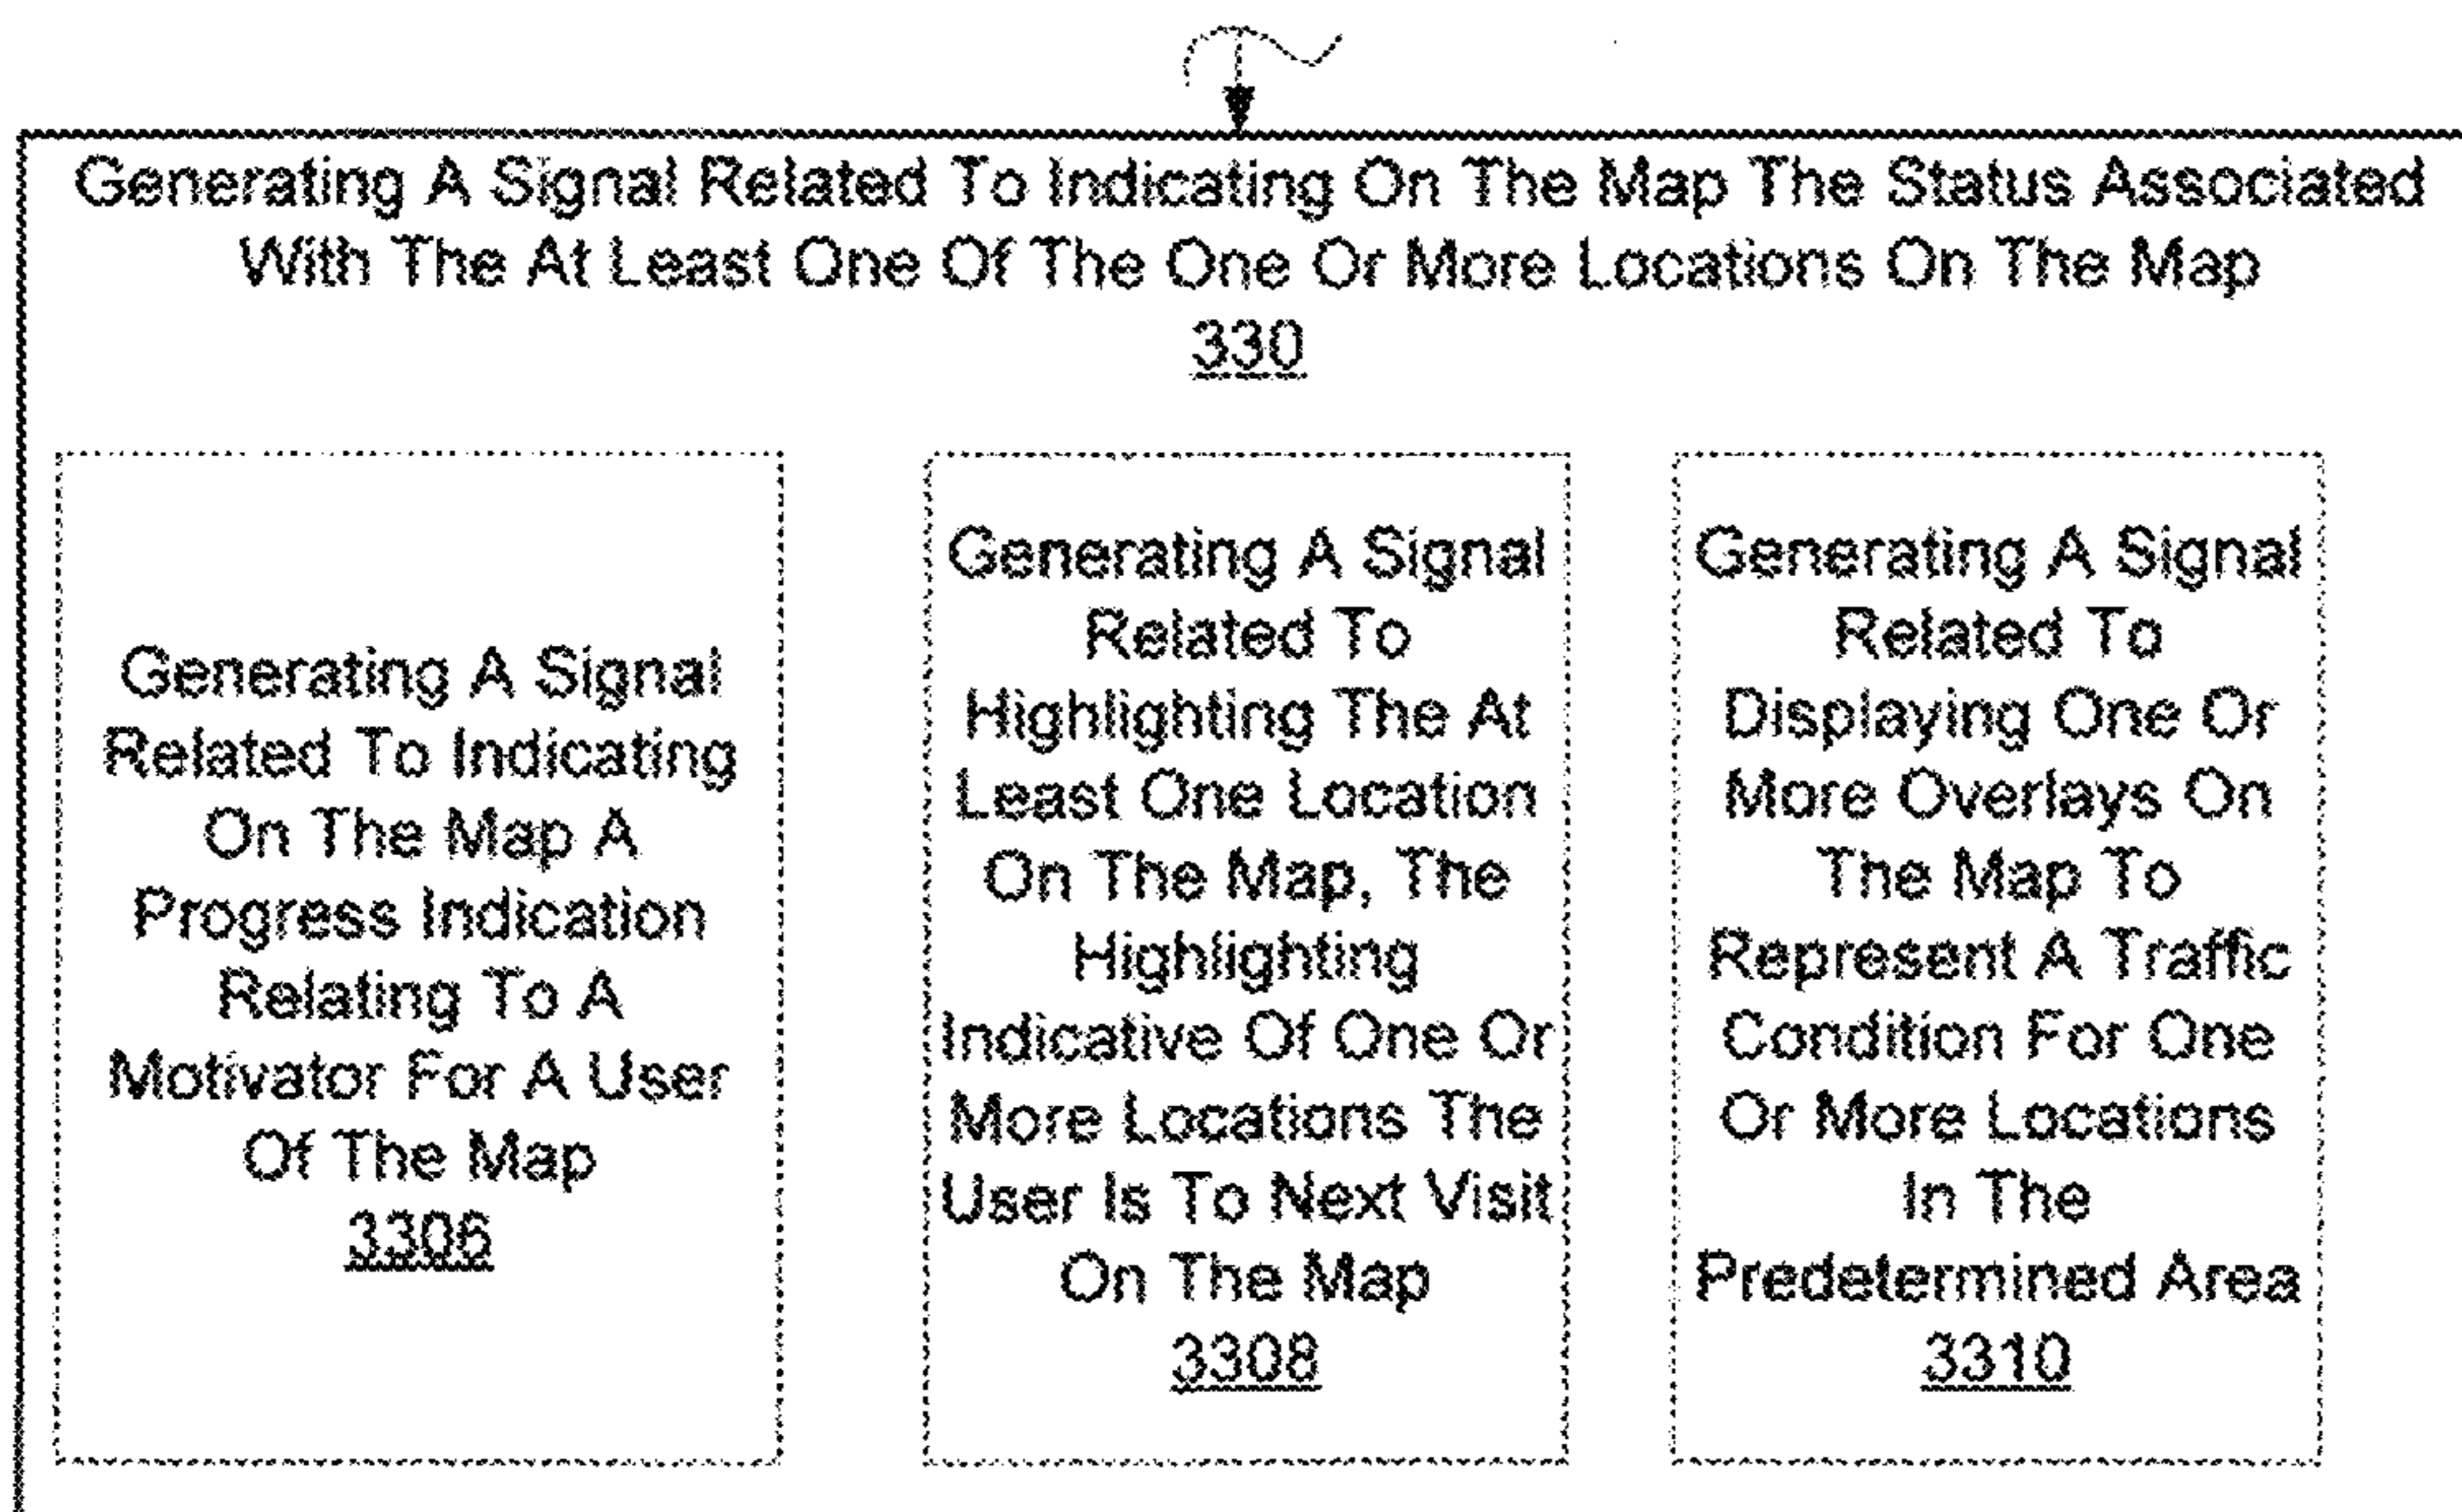 Generating A Signal Related To Indicating On The Map The Status Associated
With The At Least One Of The One Or More Locations On The Map
330
Generating A Signal
Related To Indicating
On The Map A
Progress Indication
Relating To A
Motivator For A User
Of The Map
3306
Generating A Signal
Related To
Highlighting The At
Least One Location
On The Map, The
Highlighting
Indicative Of One Or
More Locations The
User Is To Next Visit
On The Map
3308
Generating A Signal
Related To
Displaying One Or
More Overlays On
The Map To
Represent A Traffic
Condition For One
Or More Locations
In The
Predetermined Area
3310